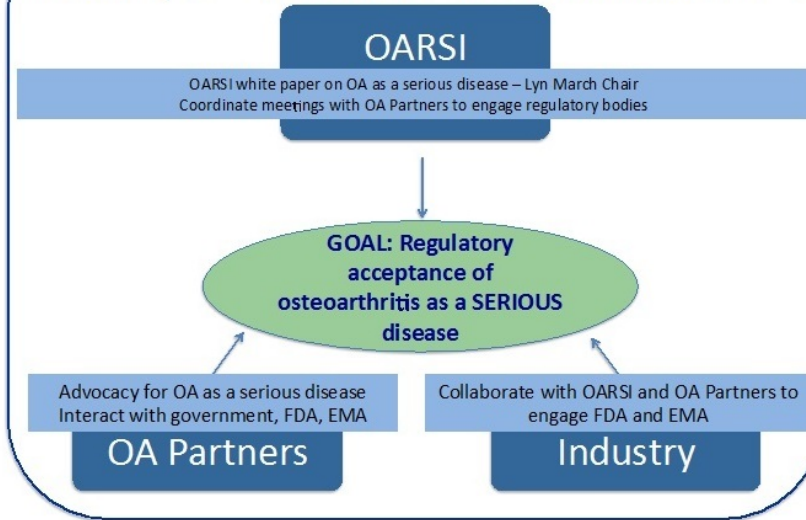 OARSI
OARSI white paper on OA as a serious disease – Lyn March Chair
Coordinate meetings with OA Partners to engage regulatory bodies
GOAL: Regulatory
acceptance of
osteoarthritis as a SERIOUS
disease
Advocacy for OA as a serious disease
Interact with government, FDA, EMA
OA Partners
Collaborate with OARSI and OA Partners to
engage FDA and EMA
Industry